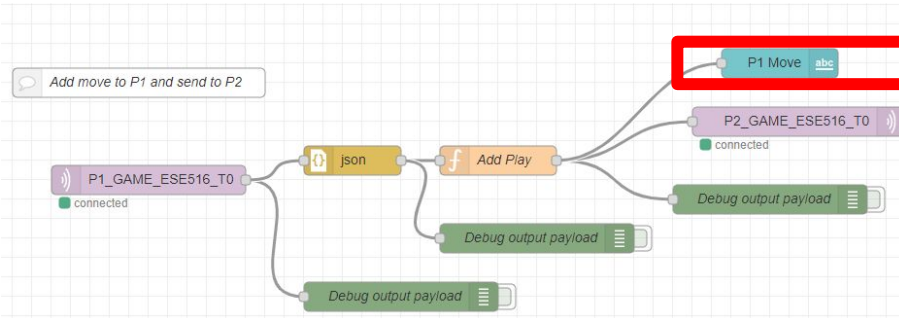 P1 Move abc
Add move to P1 and send to P2
P2_GAME_ESE516_T0
connected
json
Add Play
P1_GAME_ESE516_T0
connected
Debug output payload
Debug output payload
Debug output payload